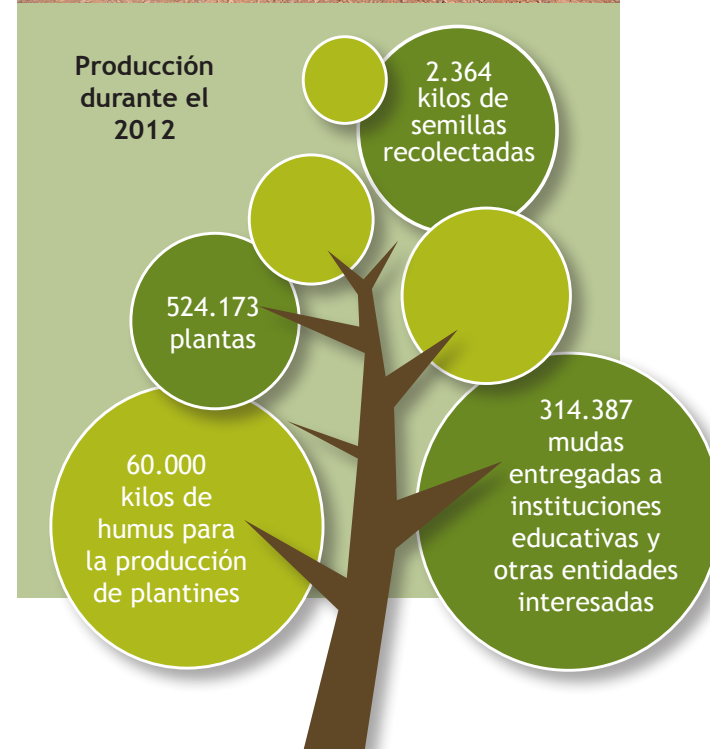 Producción
durante el
2012
2.364
kilos de
semillas
recolectadas
524.173
plantas
60.000
kilos de
humus para
la producción
de plantines
314.387
mudas
entregadas a
instituciones
educativas y
otras entidades
interesadas